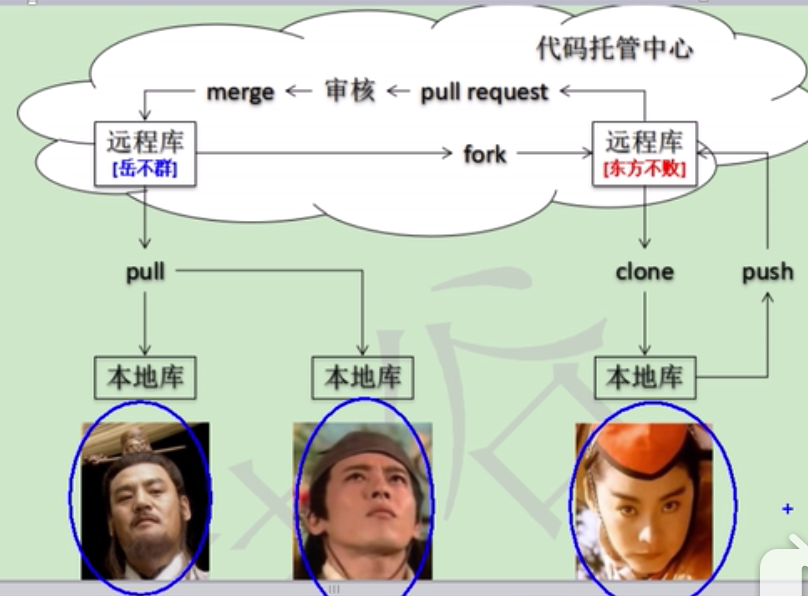 代码托管中心
merge
审核
pull request
远程库
[岳不群]
fork
远程库
[东方不败]
pull
clone
push
本地库
本地库
本地库